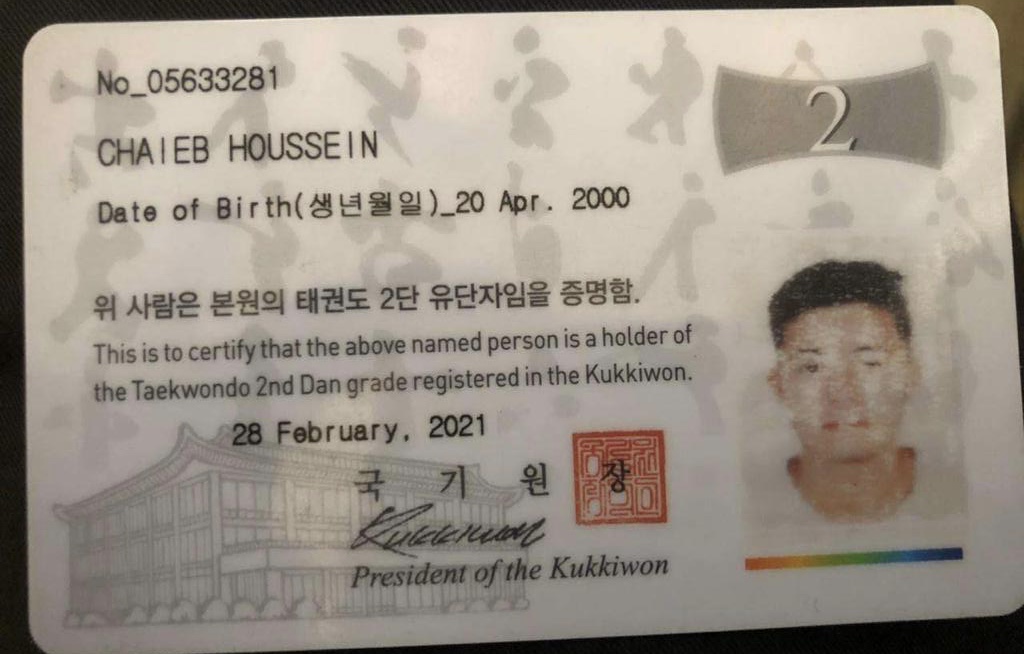 No_05633281
2
CHAIEB HOUSSEIN
Date of Birth(생년월일)_20 Apr. 2000
위 사람은 본원의 태권도 2단 유단자임을 증명함.
This is to certify that the above named person is a holder of
the Taekwondo 2nd Dan grade registered in the Kukkiwon.
28 February, 2021
국 기 원 장
Kukkiwon
President of the Kukkiwon